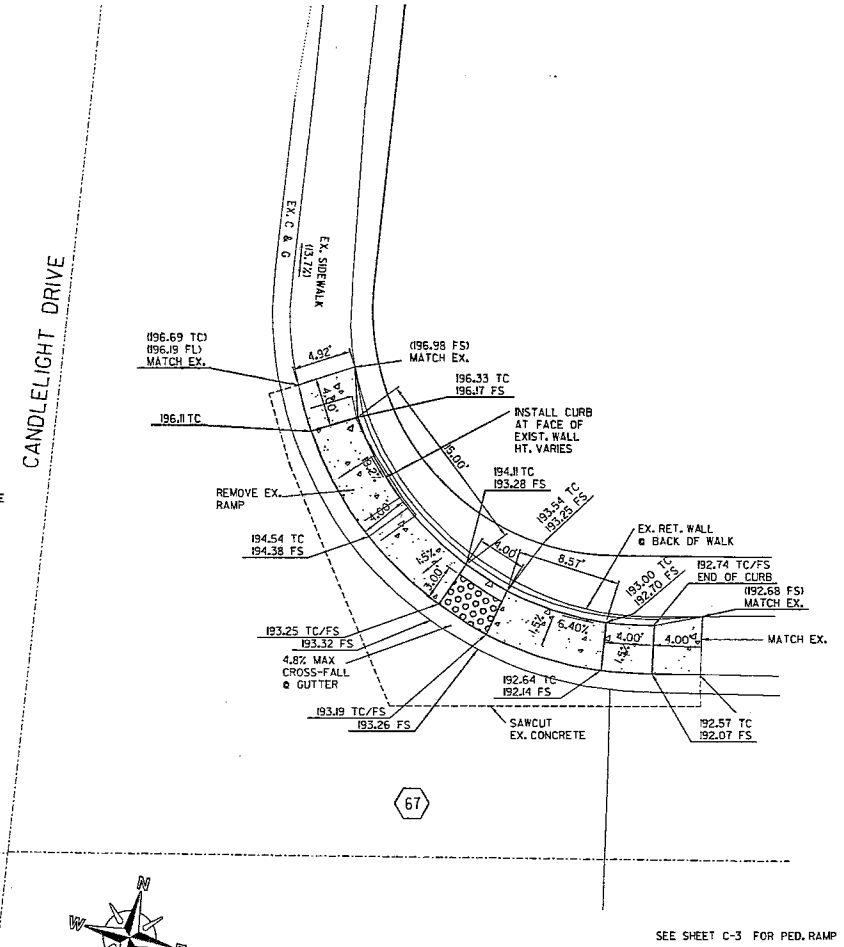 CANDLELIGHT DRIVE
EX. C & G
EX. SIDEWALK
(13.7%)
(196.69 TC)
(196.19 FL)
MATCH EX.
4.92'
(196.98 FS)
MATCH EX.
4.80'
196.33 TC
196.17 FS
196.11 TC
INSTALL CURB
AT FACE OF
EXIST. WALL
HT. VARIES
15.00'
REMOVE EX.
RAMP
4.00'
194.11 TC
193.28 FS
193.54 TC
193.25 FS
EX. RET. WALL
@ BACK OF WALK
194.54 TC
194.38 FS
1.5%
3.00'
4.00'
8.57'
193.00 TC
192.70 FS
192.74 TC/FS
END OF CURB
(192.68 FS)
MATCH EX.
193.25 TC/FS
193.32 FS
1.5%
6.40%
4.00'
4.00'
MATCH EX.
4.8% MAX
CROSS-FALL
@ GUTTER
1.5%
192.64 TC
192.14 FS
193.19 TC/FS
193.26 FS
SAWCUT
EX. CONCRETE
192.57 TC
192.07 FS
E
67
N
W
SEE SHEET C-3 FOR PED. RAMP